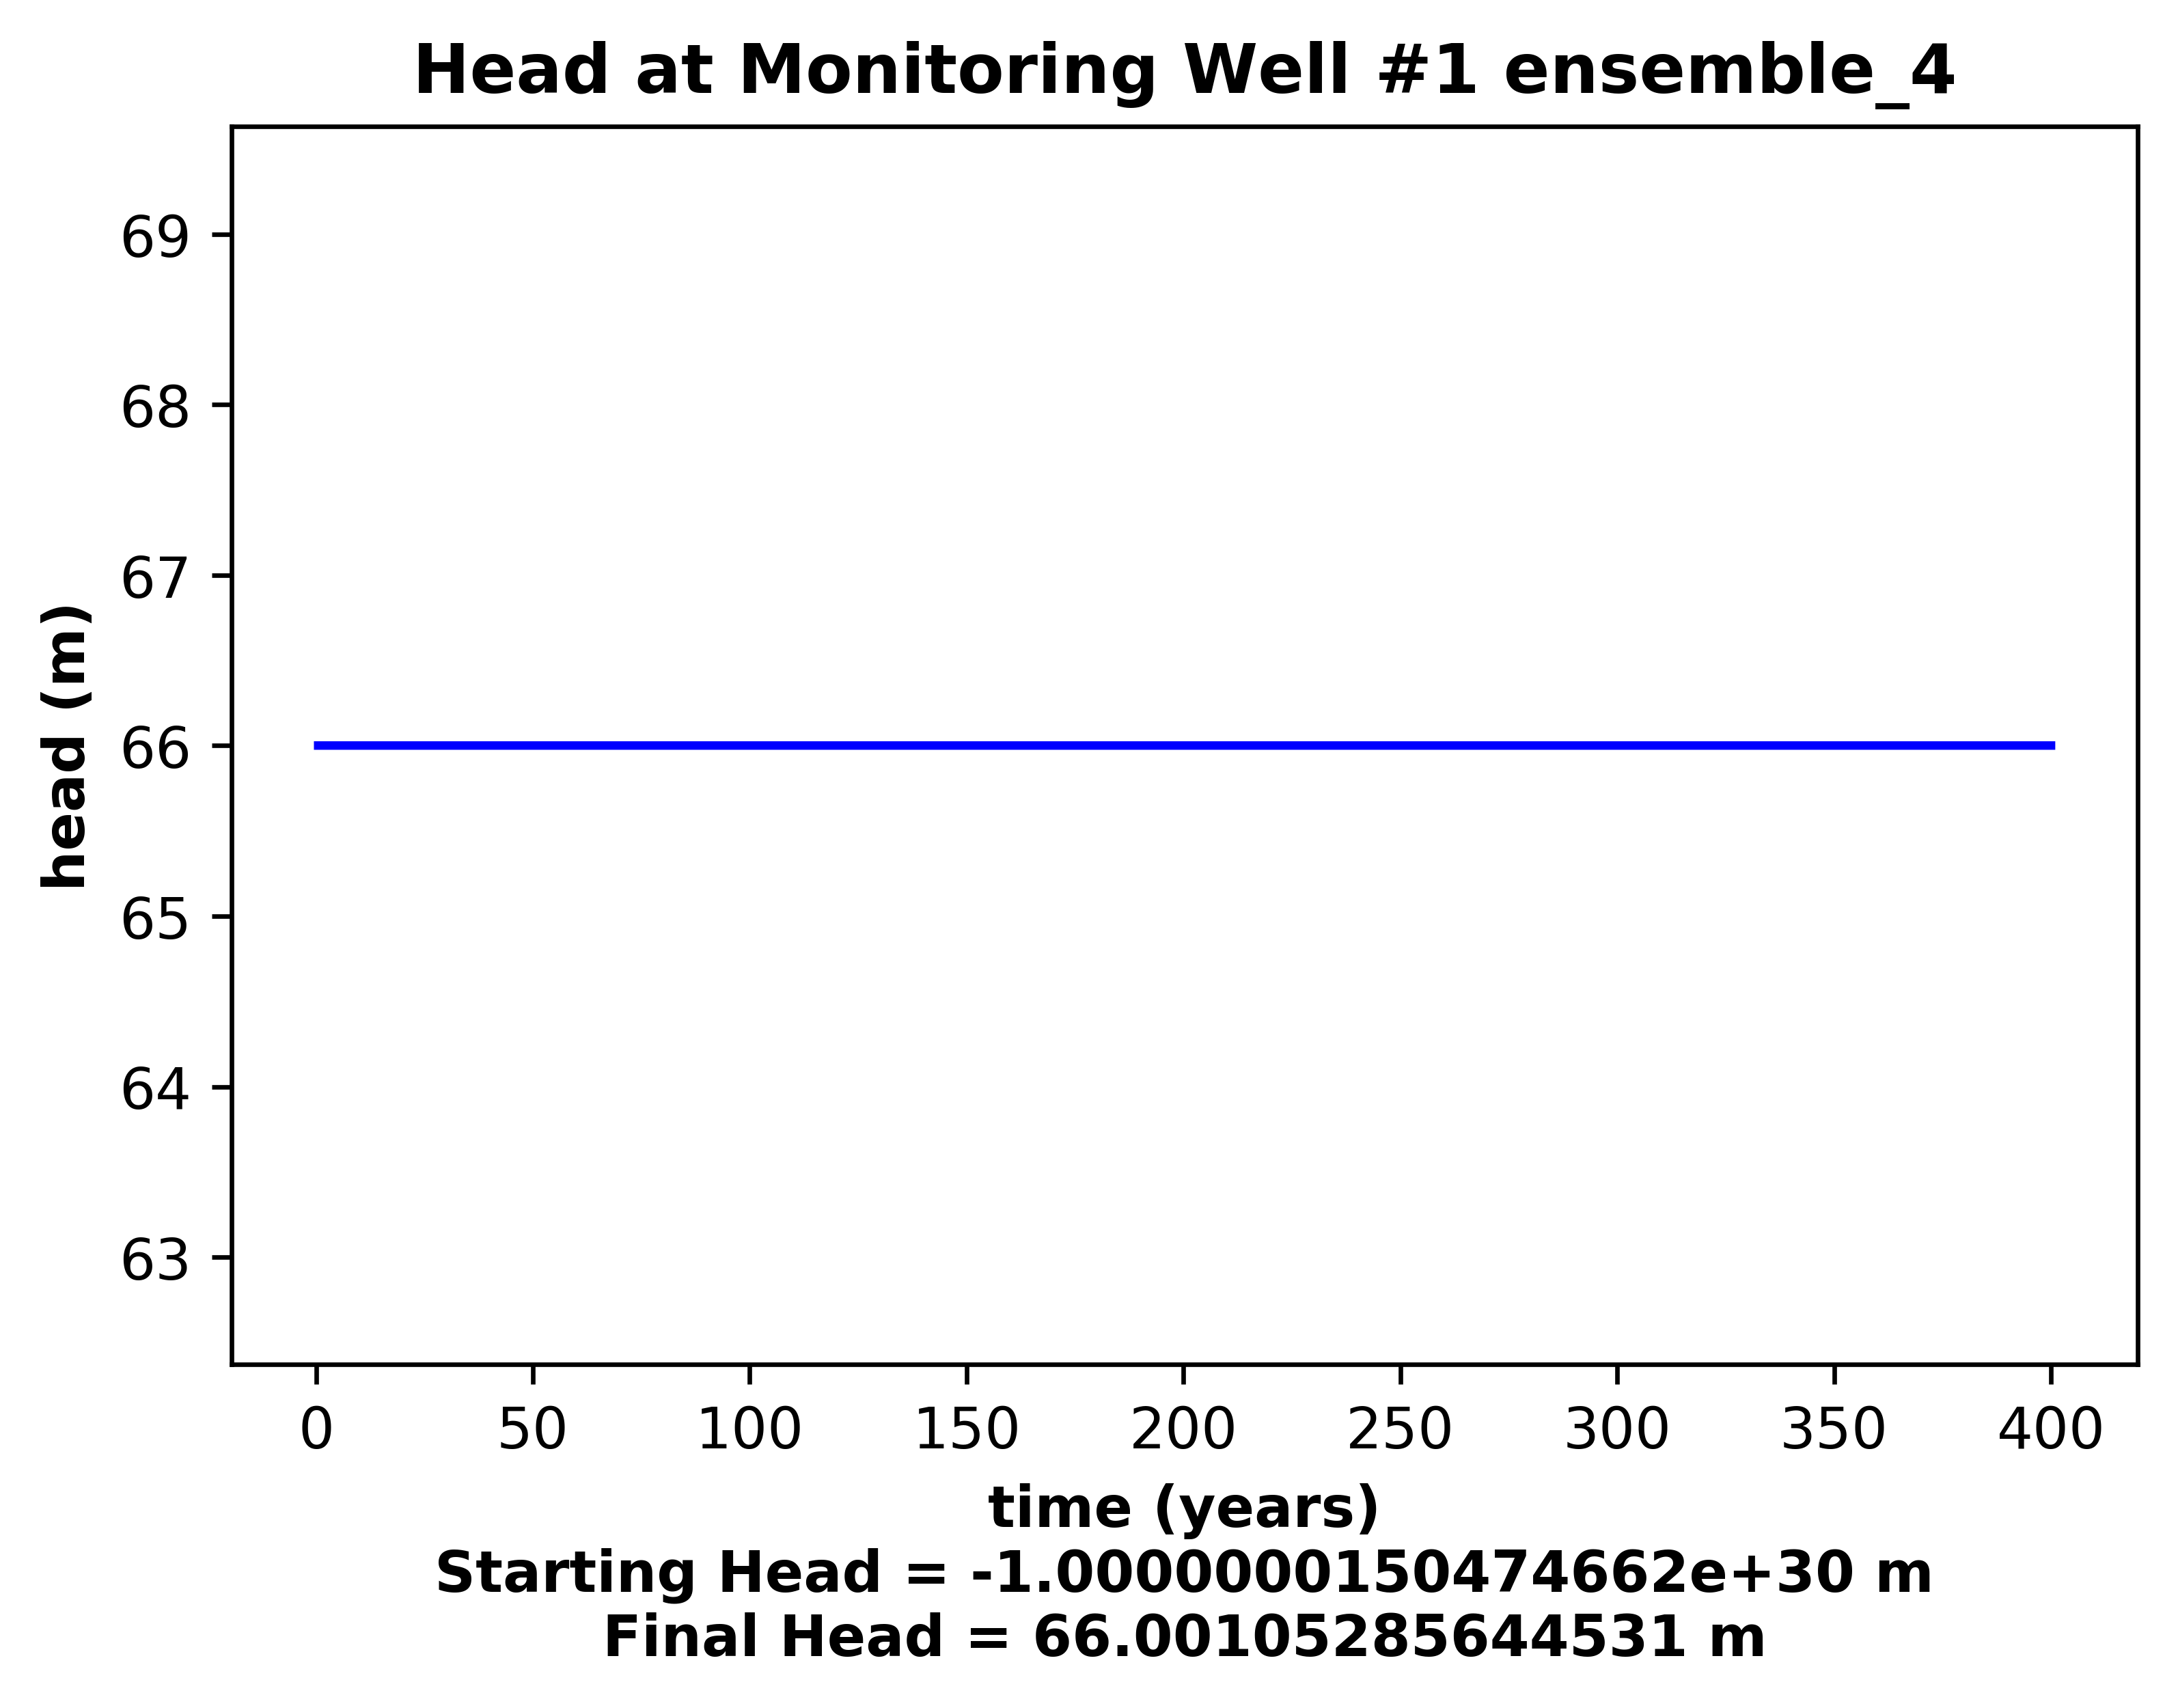 Head at Monitoring Well #1 ensemble_4
69
68
67
66
65
64
63
head (m)
0 50 100 150 200 250 300 350 400
time (years)
Starting Head = -1.0000000150474662e+30 m
Final Head = 66.00105285644531 m